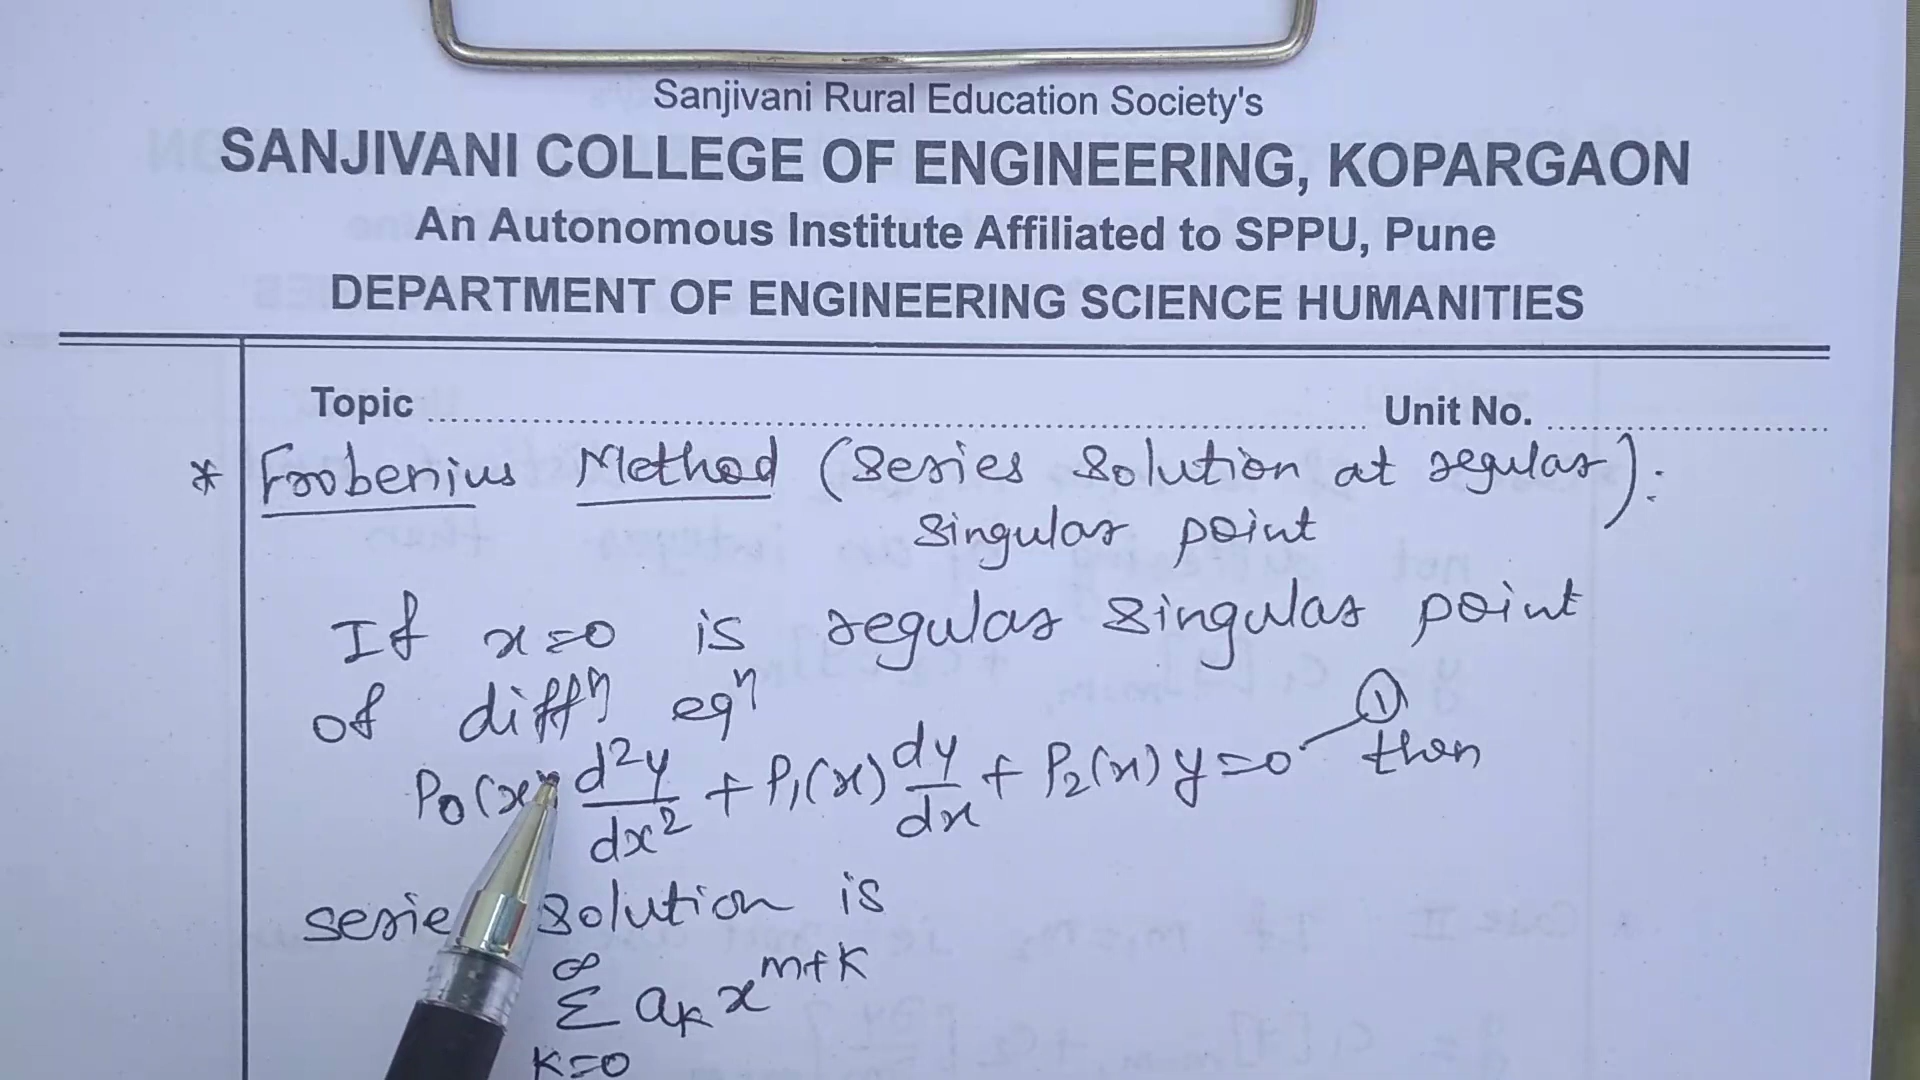 Sanjivani Rural Education Society's
SANJIVANI COLLEGE OF ENGINEERING, KOPARGAON
An Autonomous Institute Affiliated to SPPU, Pune
DEPARTMENT OF ENGINEERING SCIENCE HUMANITIES
Topic Unit No.
* Frobenius Method (Series Solution at regular):
Singular point
If x=0 is regular singular point
of diffⁿ eqⁿ ①
P₀(x) d²y/dx² + P₁(x) dy/dx + P₂(x) y=0 then
serie solution is
∞
Σ aₖ x^(m+k)
k=0